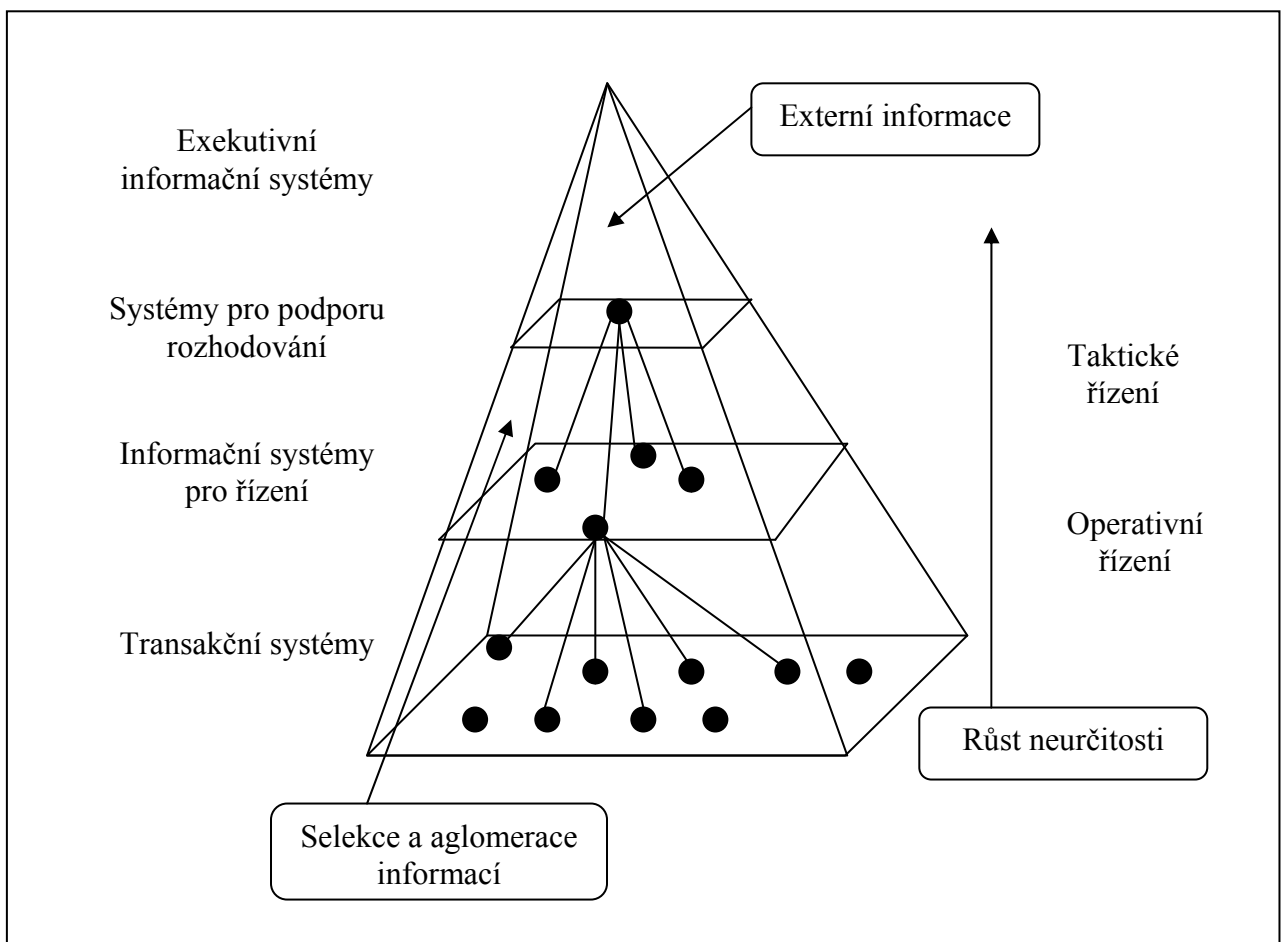 Externí informace
Exekutivní
informační systémy
Systémy pro podporu
rozhodování
Taktické
řízení
Informační systémy
pro řízení
Operativní
řízení
Transakční systémy
Růst neurčitosti
Selekce a aglomerace
informací